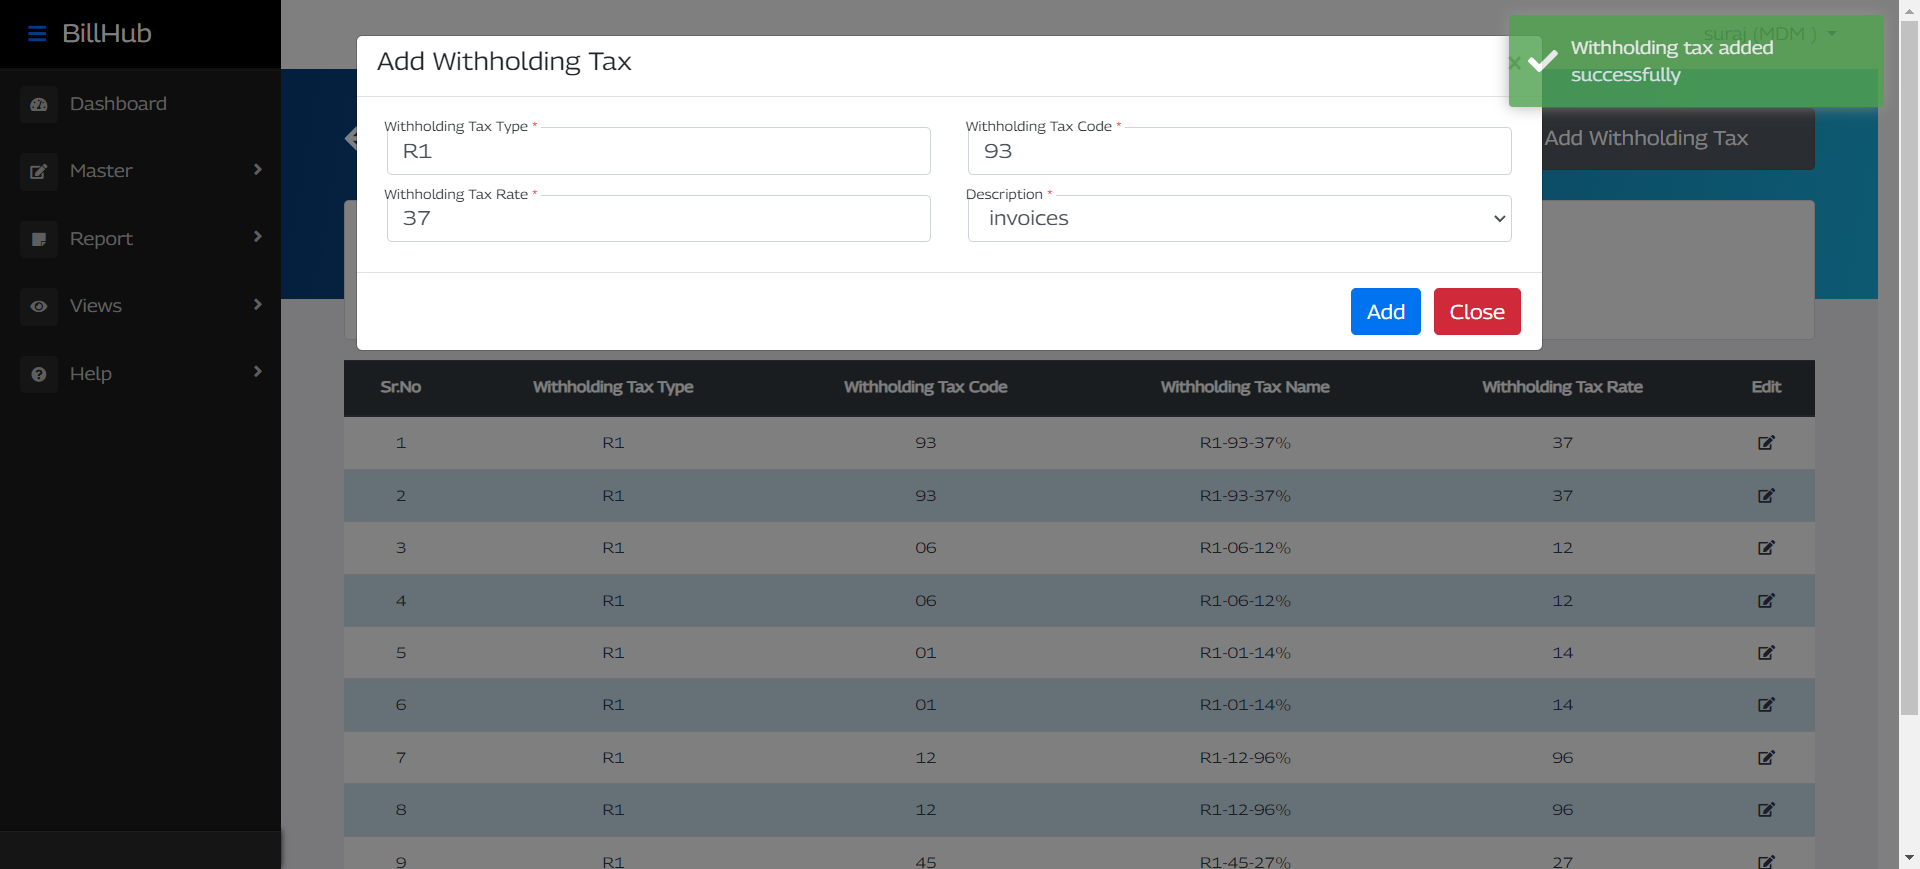 BillHub
suraj (MDM )
Withholding tax added
successfully
Add Withholding Tax
Dashboard
Master
Report
Views
Help
Add Withholding Tax
Withholding Tax Type *
R1
Withholding Tax Code *
93
Withholding Tax Rate *
37
Description *
invoices
Add
Close
Sr.No Withholding Tax Type Withholding Tax Code Withholding Tax Name Withholding Tax Rate Edit
1 R1 93 R1-93-37% 37
2 R1 93 R1-93-37% 37
3 R1 06 R1-06-12% 12
4 R1 06 R1-06-12% 12
5 R1 01 R1-01-14% 14
6 R1 01 R1-01-14% 14
7 R1 12 R1-12-96% 96
8 R1 12 R1-12-96% 96
9 R1 45 R1-45-27% 27